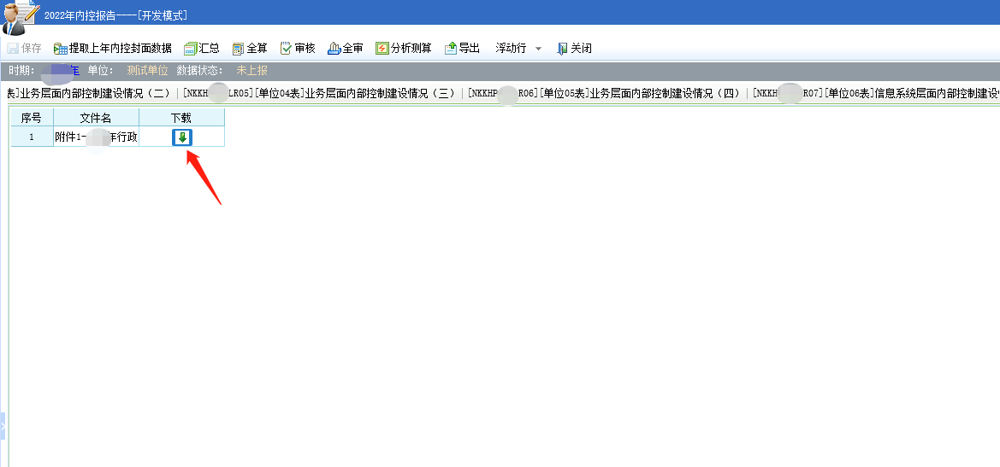 2022年内控报告----[开发模式]
保存 提取上年内控封面数据 汇总 全算 审核 全审 分析测算 导出 浮动行 关闭
时期： 年 单位： 测试单位 数据状态： 未上报
表]业务层面内部控制建设情况（二） | [NKKH LR05][单位04表]业务层面内部控制建设情况（三） | [NKKHP R06][单位05表]业务层面内部控制建设情况（四） | [NKKH R07][单位06表]信息系统层面内部控制建设情
序号 文件名 下载
1 附件1- 年行政